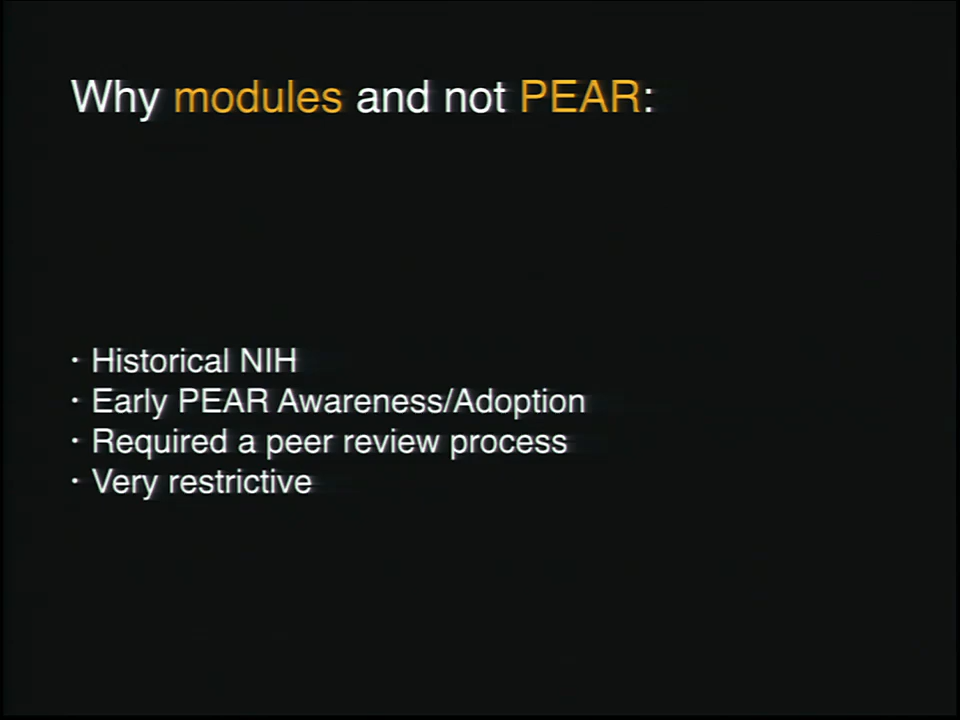 Why modules and not PEAR:
· Historical NIH
· Early PEAR Awareness/Adoption
· Required a peer review process
· Very restrictive